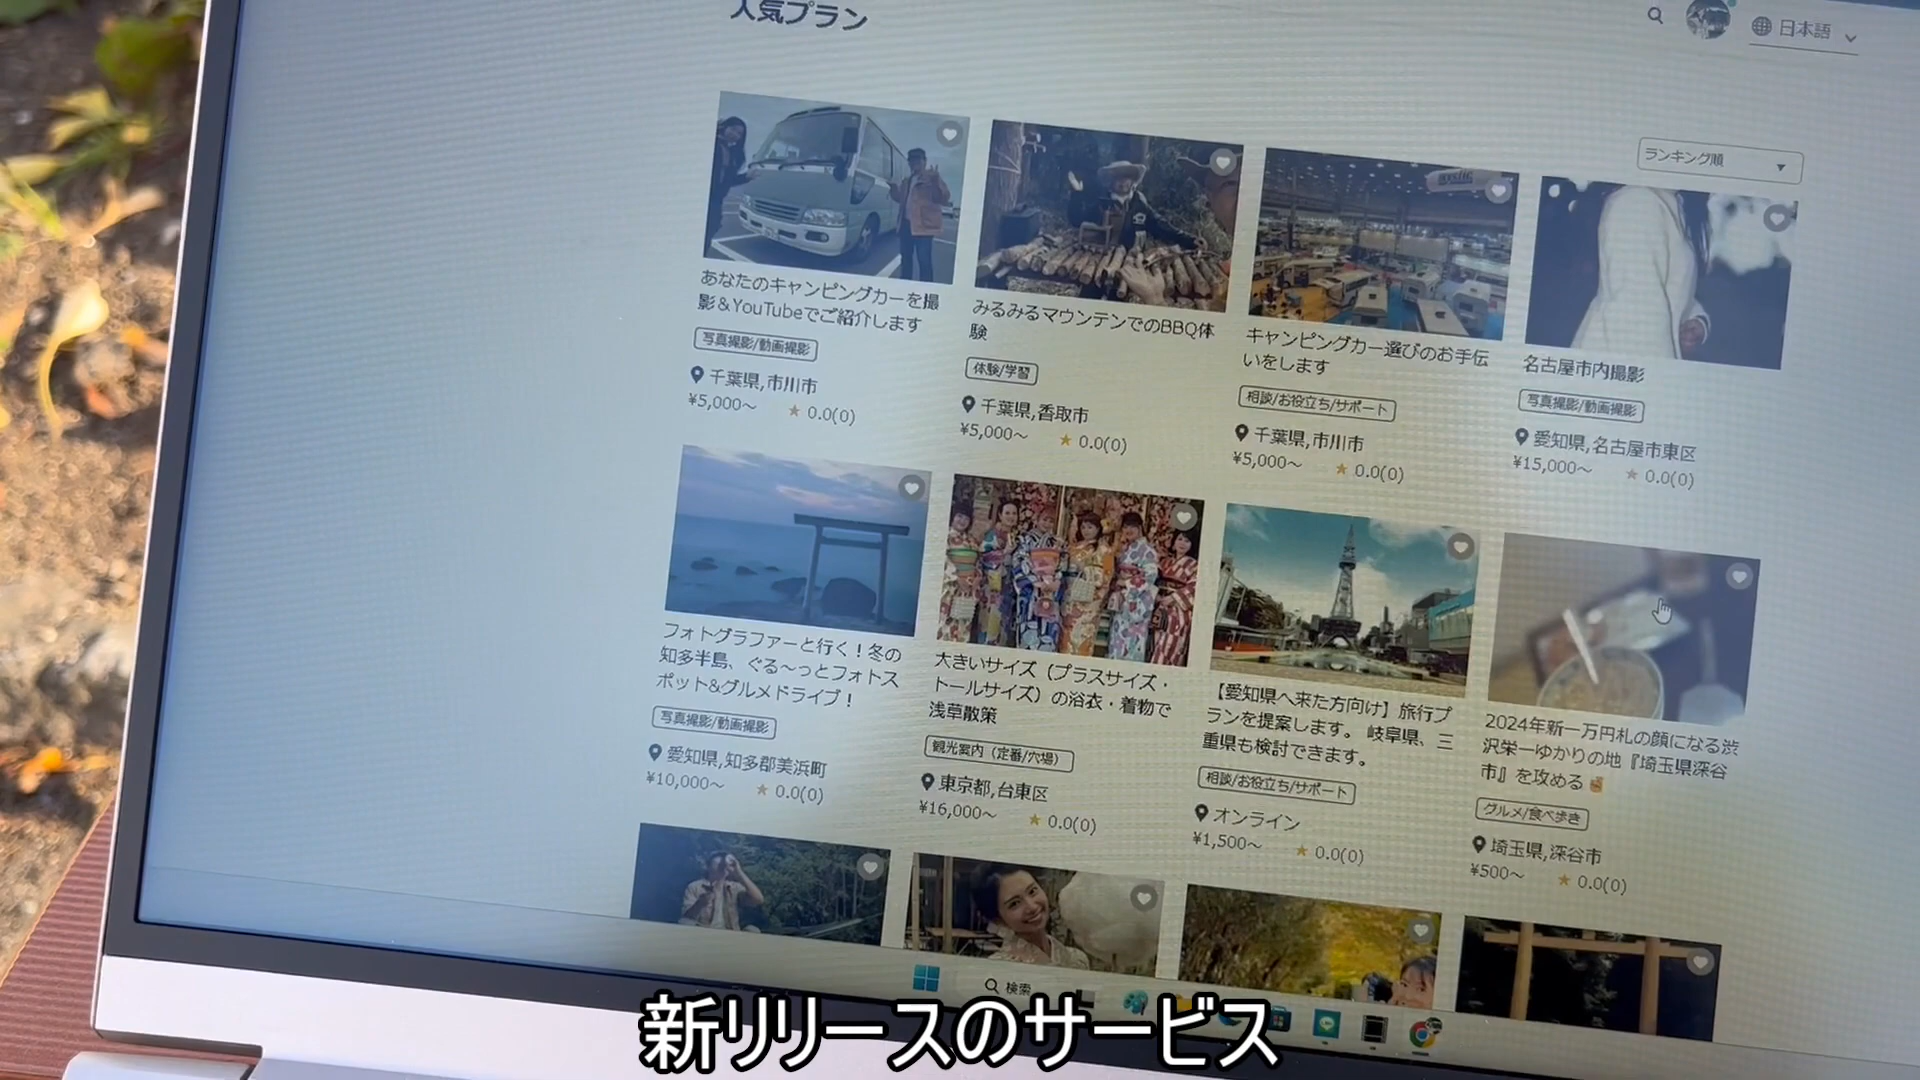 人気プラン
日本語
ランキング順
あなたのキャンピングカーを撮
影＆YouTubeでご紹介します
写真撮影/動画撮影
千葉県,市川市
¥5,000～ ★ 0.0(0)
みるみるマウンテンでのBBQ体
験
体験/学習
千葉県,香取市
¥5,000～ ★ 0.0(0)
キャンピングカー選びのお手伝
いをします
相談/お役立ち/サポート
千葉県,市川市
¥5,000～ ★ 0.0(0)
名古屋市内撮影
写真撮影/動画撮影
愛知県,名古屋市東区
¥15,000～ ★ 0.0(0)
フォトグラファーと行く！冬の
知多半島、ぐる～っとフォトス
ポット&グルメドライブ！
写真撮影/動画撮影
愛知県,知多郡美浜町
¥10,000～ ★ 0.0(0)
大きいサイズ（プラスサイズ・
トールサイズ）の浴衣・着物で
浅草散策
観光案内（定番/穴場）
東京都,台東区
¥16,000～ ★ 0.0(0)
【愛知県へ来た方向け】旅行プ
ランを提案します。 岐阜県、三
重県も検討できます。
相談/お役立ち/サポート
オンライン
¥1,500～ ★ 0.0(0)
2024年新一万円札の顔になる渋
沢栄一ゆかりの地『埼玉県深谷
市』を攻める
グルメ/食べ歩き
埼玉県,深谷市
¥500～ ★ 0.0(0)
検索
新リリースのサービス